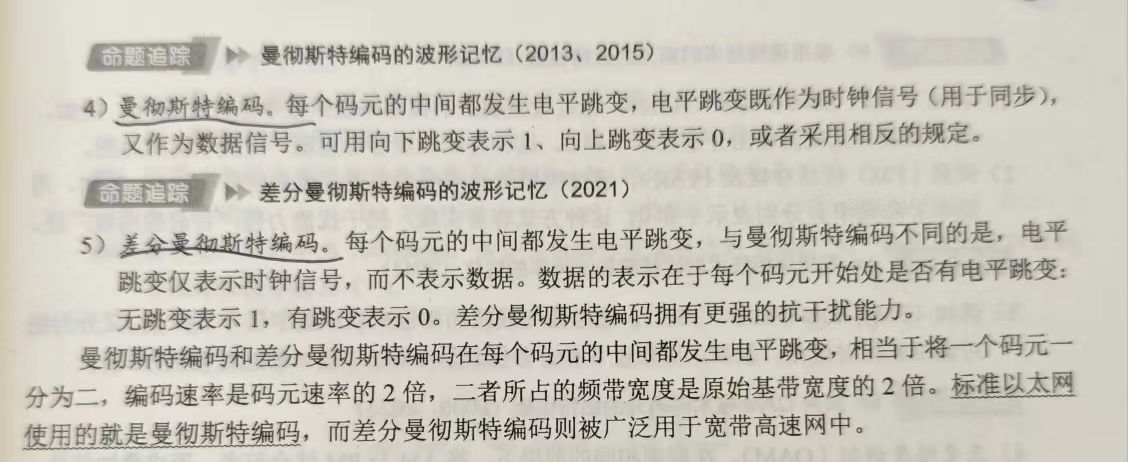 命题追踪 ▶▶ 曼彻斯特编码的波形记忆（2013、2015）
4）曼彻斯特编码。每个码元的中间都发生电平跳变，电平跳变既作为时钟信号（用于同步），
又作为数据信号。可用向下跳变表示 1、向上跳变表示 0，或者采用相反的规定。
命题追踪 ▶▶ 差分曼彻斯特编码的波形记忆（2021）
5）差分曼彻斯特编码。每个码元的中间都发生电平跳变，与曼彻斯特编码不同的是，电平
跳变仅表示时钟信号，而不表示数据。数据的表示在于每个码元开始处是否有电平跳变：
无跳变表示 1，有跳变表示 0。差分曼彻斯特编码拥有更强的抗干扰能力。
曼彻斯特编码和差分曼彻斯特编码在每个码元的中间都发生电平跳变，相当于将一个码元一
分为二，编码速率是码元速率的 2 倍，二者所占的频带宽度是原始基带宽度的 2 倍。标准以太网
使用的就是曼彻斯特编码，而差分曼彻斯特编码则被广泛用于宽带高速网中。